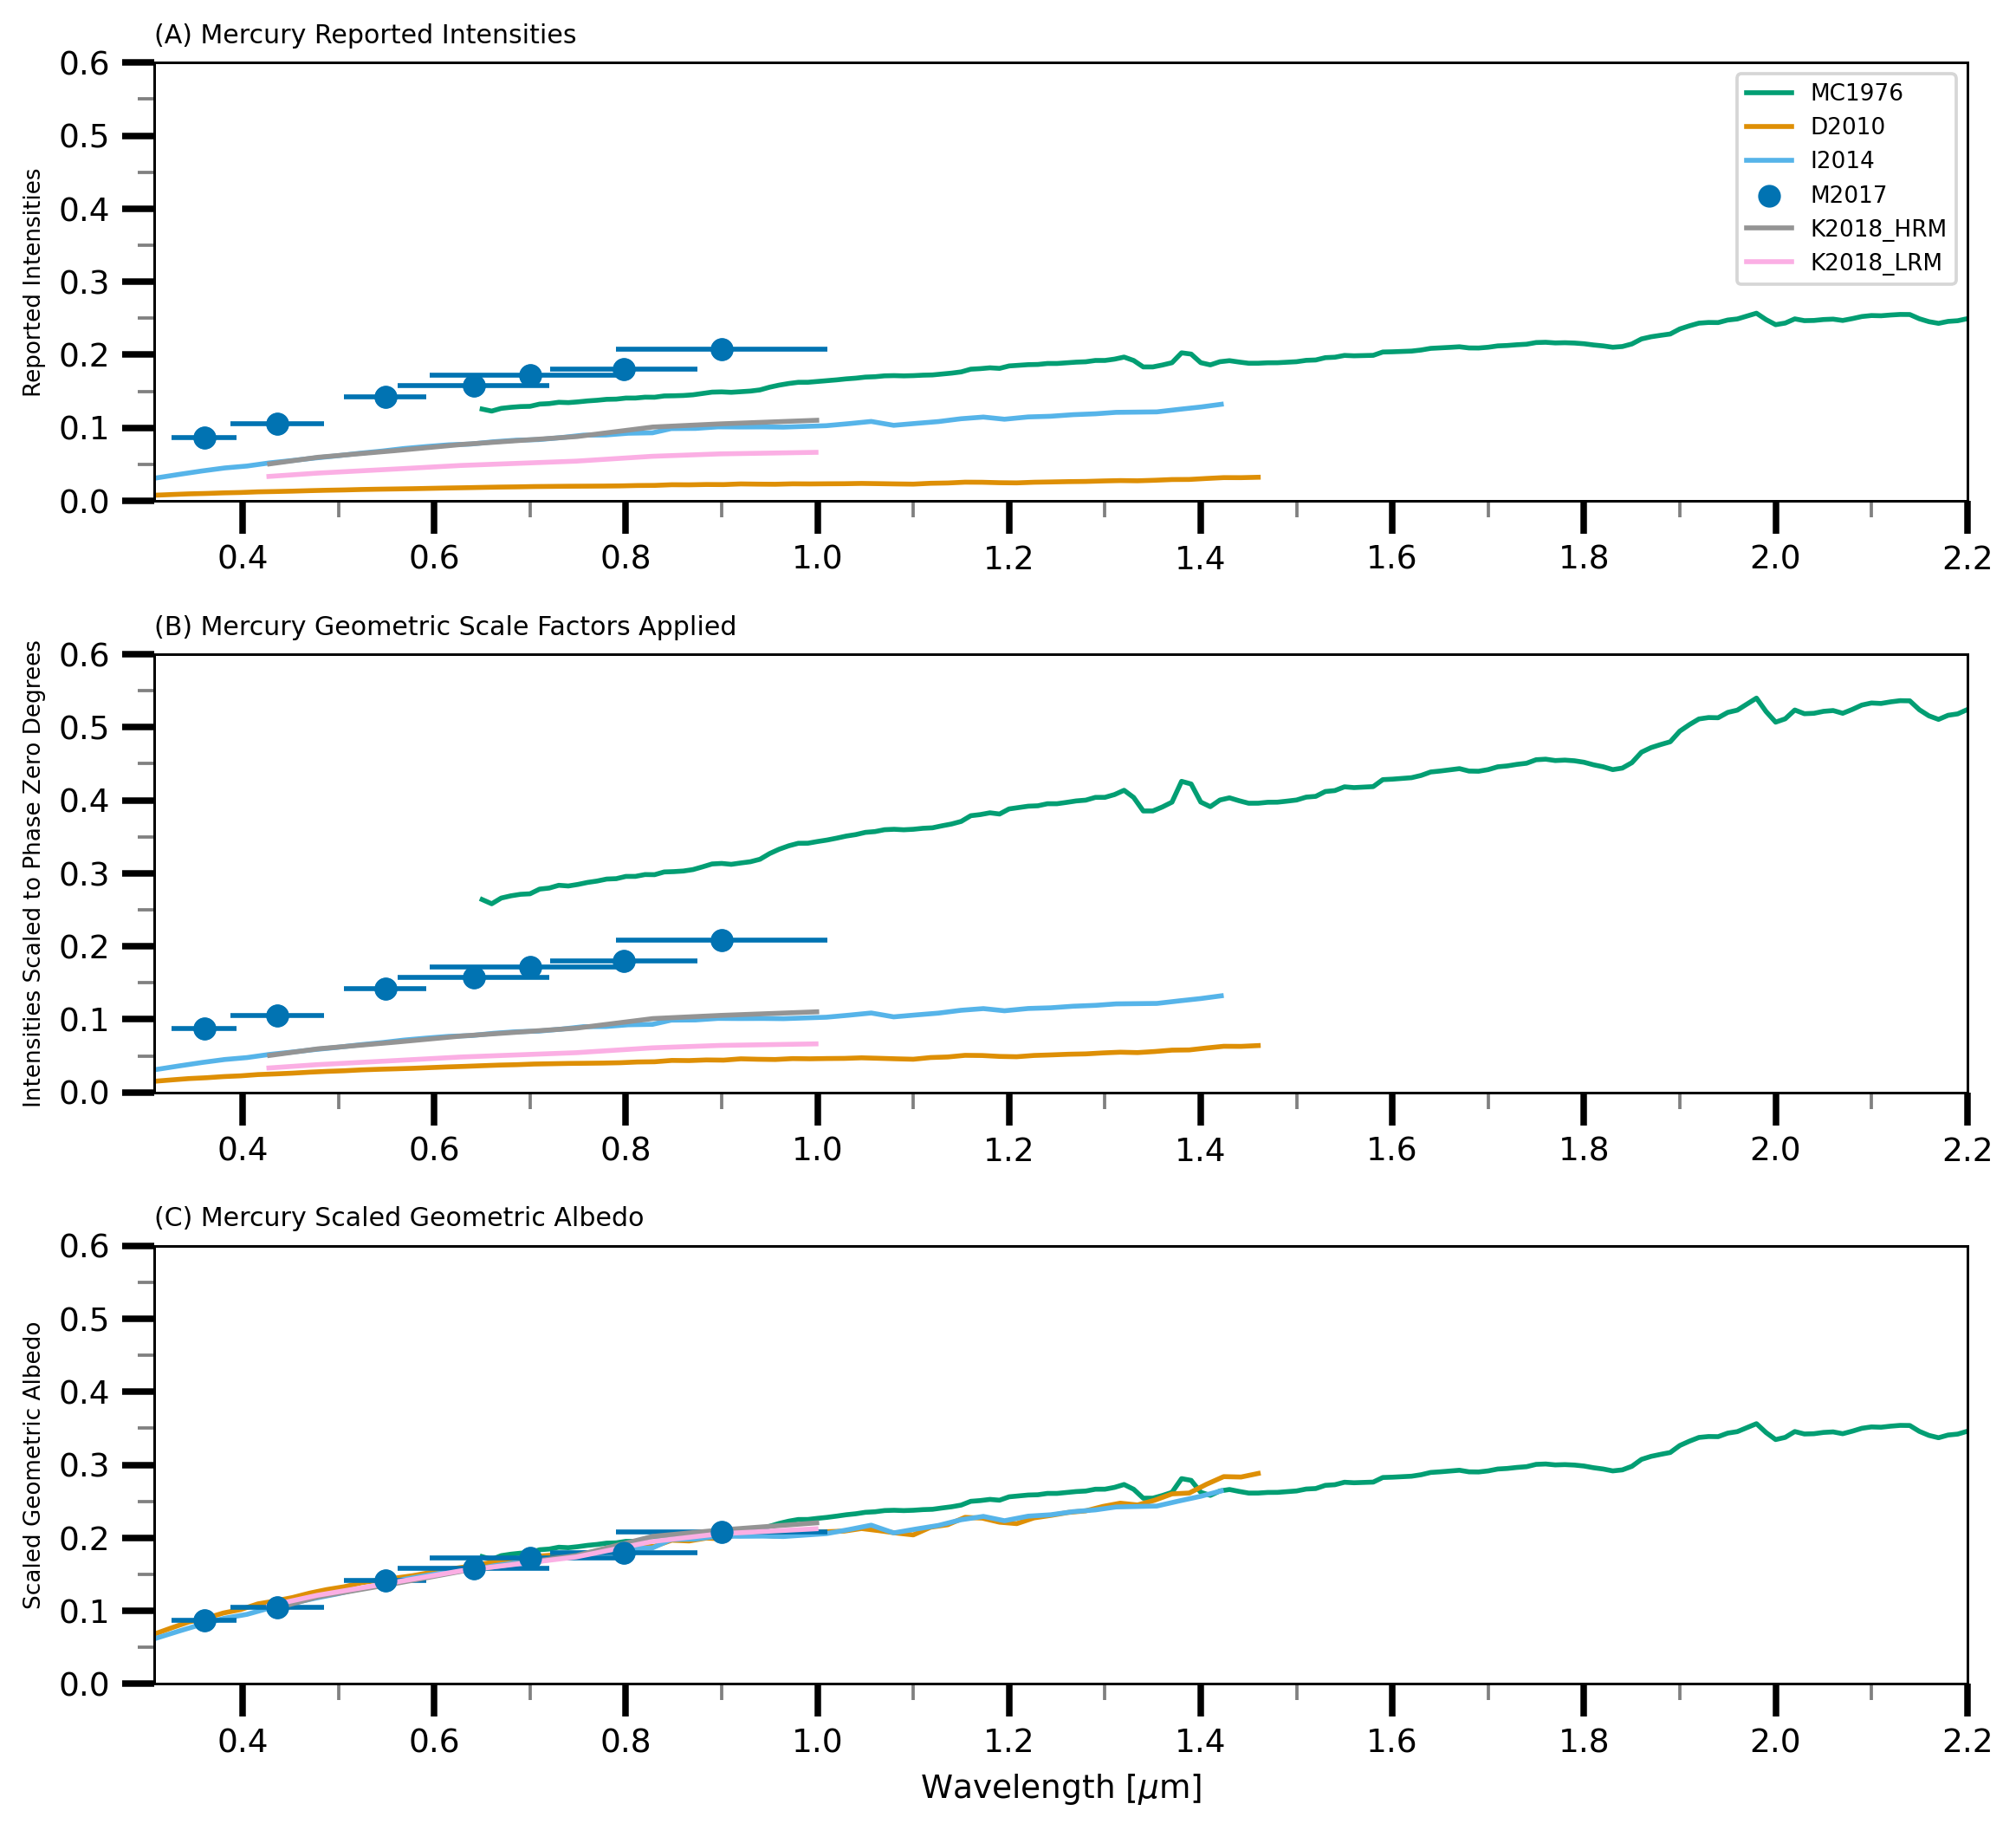 (A) Mercury Reported Intensities
Reported Intensities
0.6
0.5
0.4
0.3
0.2
0.1
0.0
MC1976
D2010
I2014
M2017
K2018_HRM
K2018_LRM
0.4 0.6 0.8 1.0 1.2 1.4 1.6 1.8 2.0 2.2
(B) Mercury Geometric Scale Factors Applied
Intensities Scaled to Phase Zero Degrees
0.6
0.5
0.4
0.3
0.2
0.1
0.0
0.4 0.6 0.8 1.0 1.2 1.4 1.6 1.8 2.0 2.2
(C) Mercury Scaled Geometric Albedo
Scaled Geometric Albedo
0.6
0.5
0.4
0.3
0.2
0.1
0.0
0.4 0.6 0.8 1.0 1.2 1.4 1.6 1.8 2.0 2.2
Wavelength [μm]